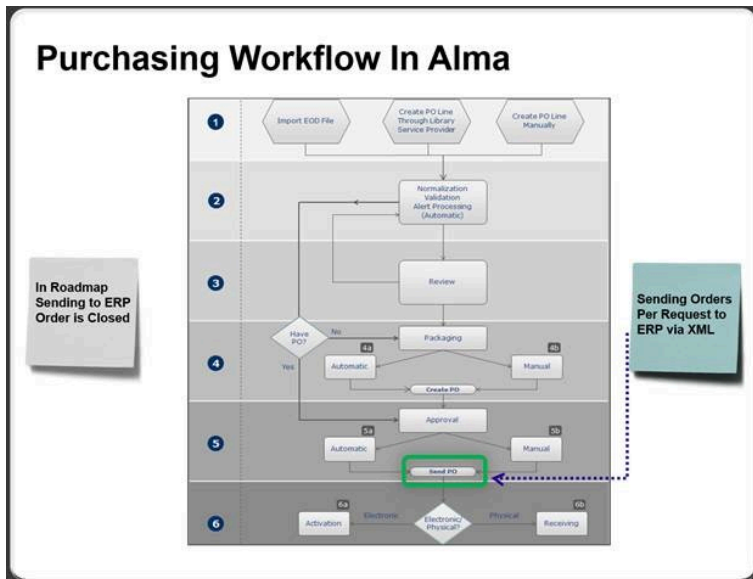 Purchasing Workflow In Alma
1
Import EOD File
Create PO Line
Through Library
Service Provider
Create PO Line
Manually
2
Normalization
Validation
Alert Processing
(Automatic)
3
Review
In Roadmap
Sending to ERP
Order is Closed
Sending Orders
Per Request to
ERP via XML
Have
PO?
No
Yes
Packaging
4
4a
Automatic
4b
Manual
Create PO
Approval
5
5a
Automatic
5b
Manual
Send PO
6
6a
Activation
Electronic
Electronic/
Physical?
Physical
6b
Receiving